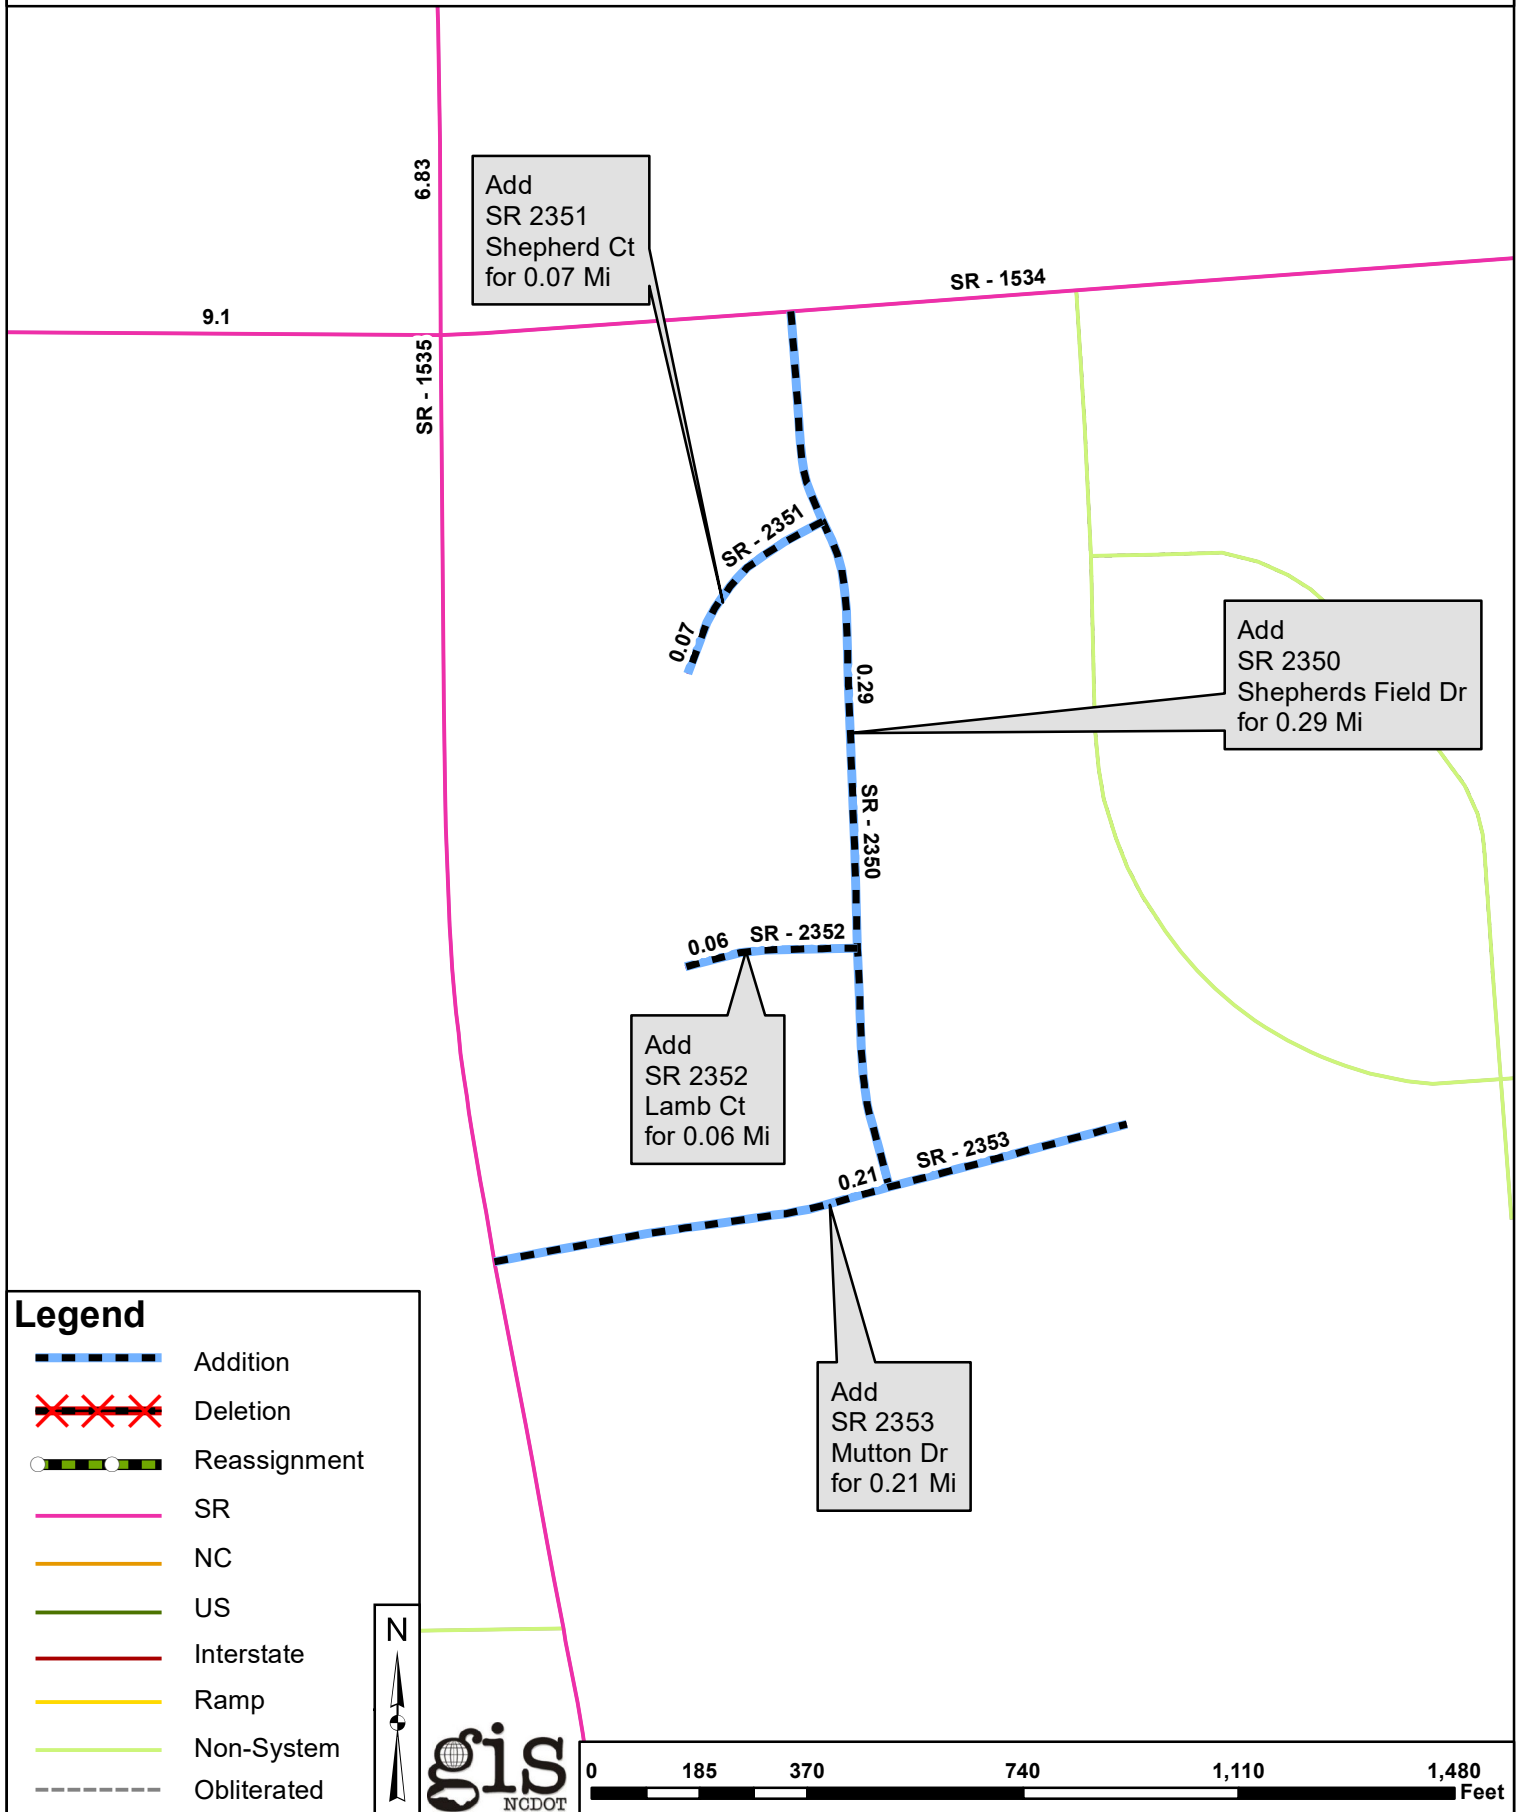 6.83
Add
SR 2351
Shepherd Ct
for 0.07 Mi
SR - 1534
9.1
SR - 1535
SR - 2351
0.07
Add
SR 2350
Shepherds Field Dr
for 0.29 Mi
0.29
SR - 2350
0.06
SR - 2352
Add
SR 2352
Lamb Ct
for 0.06 Mi
SR - 2353
0.21
Add
SR 2353
Mutton Dr
for 0.21 Mi
Legend
Addition
Deletion
Reassignment
SR
NC
US
Interstate
Ramp
Non-System
Obliterated
N
gis
NCDOT
0 185 370 740 1,110 1,480
Feet